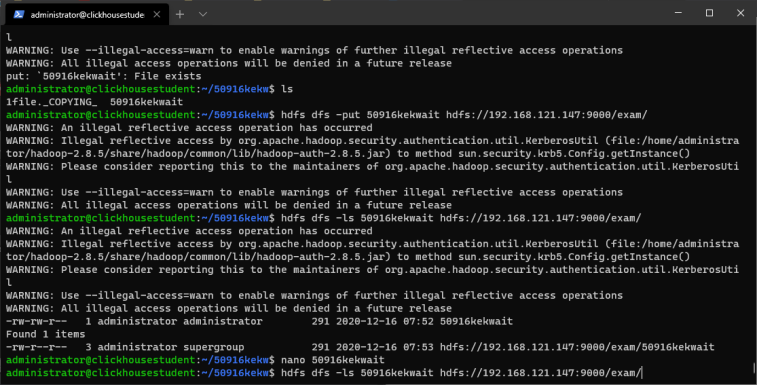 administrator@clickhousestude
l
WARNING: Use --illegal-access=warn to enable warnings of further illegal reflective access operations
WARNING: All illegal access operations will be denied in a future release
put: `50916kekwait': File exists
administrator@clickhousestudent:~/50916kekw$ ls
1file._COPYING_  50916kekwait
administrator@clickhousestudent:~/50916kekw$ hdfs dfs -put 50916kekwait hdfs://192.168.121.147:9000/exam/
WARNING: An illegal reflective access operation has occurred
WARNING: Illegal reflective access by org.apache.hadoop.security.authentication.util.KerberosUtil (file:/home/administra
tor/hadoop-2.8.5/share/hadoop/common/lib/hadoop-auth-2.8.5.jar) to method sun.security.krb5.Config.getInstance()
WARNING: Please consider reporting this to the maintainers of org.apache.hadoop.security.authentication.util.KerberosUti
l
WARNING: Use --illegal-access=warn to enable warnings of further illegal reflective access operations
WARNING: All illegal access operations will be denied in a future release
administrator@clickhousestudent:~/50916kekw$ hdfs dfs -ls 50916kekwait hdfs://192.168.121.147:9000/exam/
WARNING: An illegal reflective access operation has occurred
WARNING: Illegal reflective access by org.apache.hadoop.security.authentication.util.KerberosUtil (file:/home/administra
tor/hadoop-2.8.5/share/hadoop/common/lib/hadoop-auth-2.8.5.jar) to method sun.security.krb5.Config.getInstance()
WARNING: Please consider reporting this to the maintainers of org.apache.hadoop.security.authentication.util.KerberosUti
l
WARNING: Use --illegal-access=warn to enable warnings of further illegal reflective access operations
WARNING: All illegal access operations will be denied in a future release
-rw-rw-r--   1 administrator administrator        291 2020-12-16 07:52 50916kekwait
Found 1 items
-rw-r--r--   3 administrator supergroup        291 2020-12-16 07:53 hdfs://192.168.121.147:9000/exam/50916kekwait
administrator@clickhousestudent:~/50916kekw$ nano 50916kekwait
administrator@clickhousestudent:~/50916kekw$ hdfs dfs -ls 50916kekwait hdfs://192.168.121.147:9000/exam/